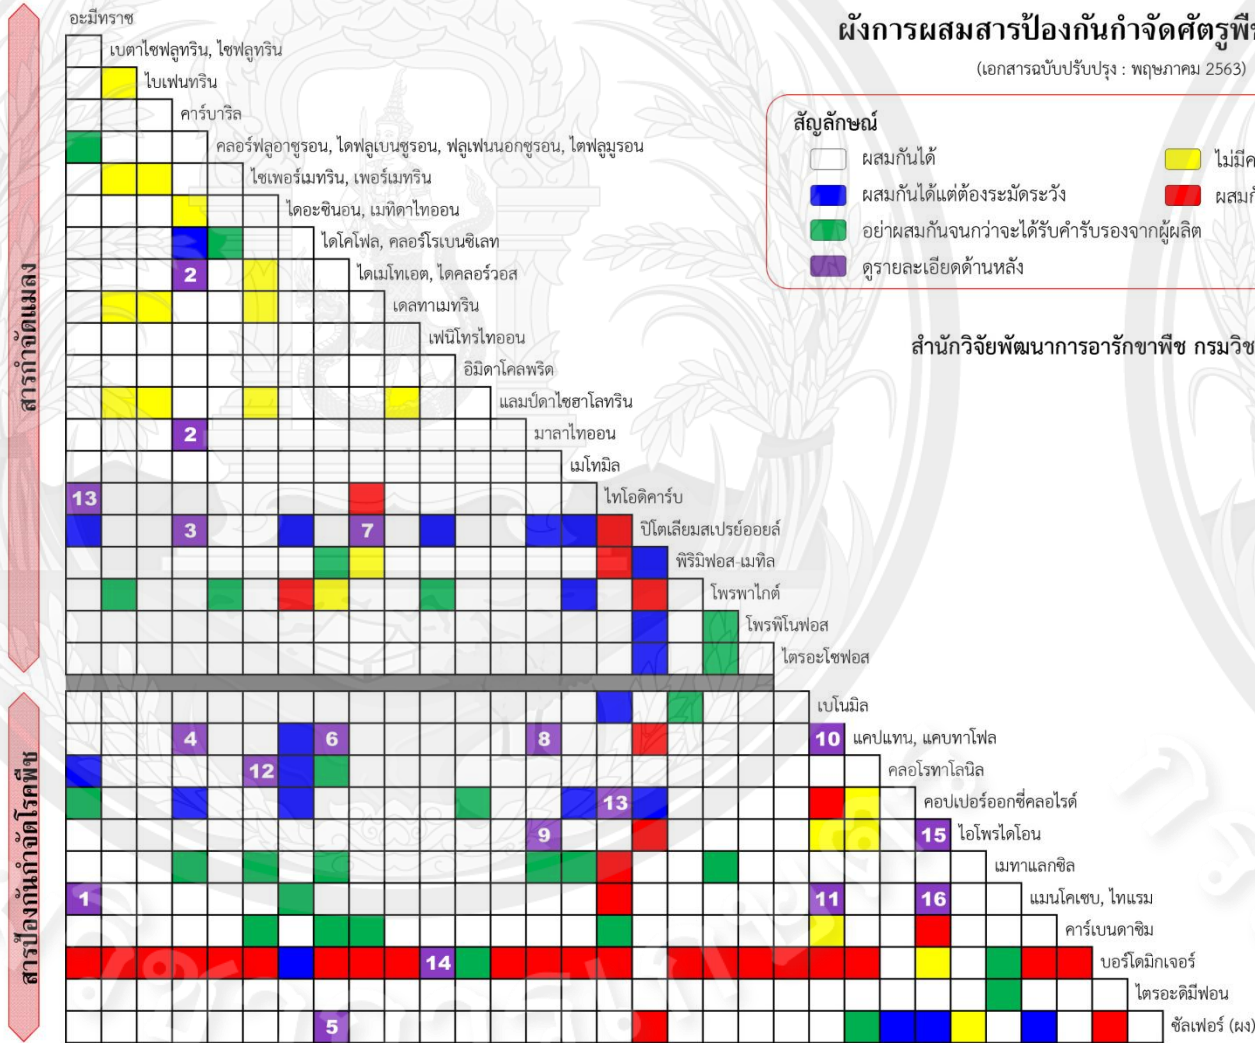 ผังการผสมสารป้องกันกำจัดศัตรูพืช
(เอกสารฉบับปรับปรุง : พฤษภาคม 2563)
สัญลักษณ์
ผสมกันได้
ไม่มีค
ผสมกันได้แต่ต้องระมัดระวัง
ผสมกั
อย่าผสมกันจนกว่าจะได้รับคำรับรองจากผู้ผลิต
ดูรายละเอียดด้านหลัง
สำนักวิจัยพัฒนาการอารักขาพืช กรมวิช
สารกำจัดแมลง
อะมีทราซ
เบตาไซฟลูทริน, ไซฟลูทริน
ไบเฟนทริน
คาร์บาริล
คลอร์ฟลูอาซูรอน, ไดฟลูเบนซูรอน, ฟลูเฟนนอกซูรอน, ไตฟลูมูรอน
ไซเพอร์เมทริน, เพอร์เมทริน
ไดอะซินอน, เมทิดาไทออน
ไดโคโฟล, คลอร์โรเบนซิเลท
2 ไดเมโทเอต, ไดคลอร์วอส
เดลทาเมทริน
เฟนิโทรไทออน
อิมิดาโคลพริด
แลมป์ดาไซฮาโลทริน
2 มาลาไทออน
เมโทมิล
13 ไทโอดิคาร์บ
3 7 ปิโตเลียมสเปรย์ออยล์
พิริมิฟอส-เมทิล
โพรพาไกต์
โพรพิโนฟอส
ไตรอะโซฟอส
สารป้องกันกำจัดโรคพืช
เบโนมิล
4 6 8 10 แคปแทน, แคบทาโฟล
12 คลอโรทาโลนิล
13 คอปเปอร์ออกซี่คลอไรด์
9 15 ไอโพรไดโอน
เมทาแลกซิล
1 11 16 แมนโคเซบ, ไทแรม
คาร์เบนดาซิม
14 บอร์โดมิกเจอร์
ไตรอะดิมีฟอน
5 ซัลเฟอร์ (ผง)